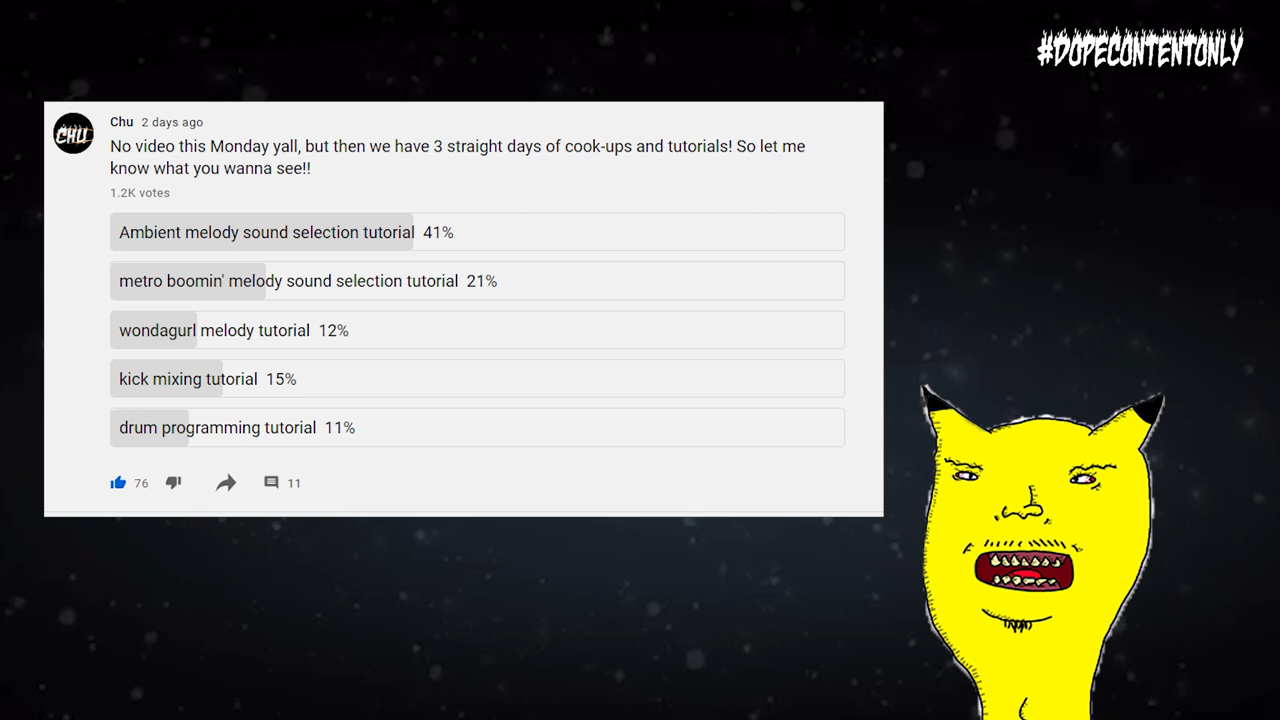 #DOPECONTENTONLY
CHU
Chu 2 days ago
No video this Monday yall, but then we have 3 straight days of cook-ups and tutorials! So let me
know what you wanna see!!
1.2K votes
Ambient melody sound selection tutorial 41%
metro boomin' melody sound selection tutorial 21%
wondagurl melody tutorial 12%
kick mixing tutorial 15%
drum programming tutorial 11%
76 11